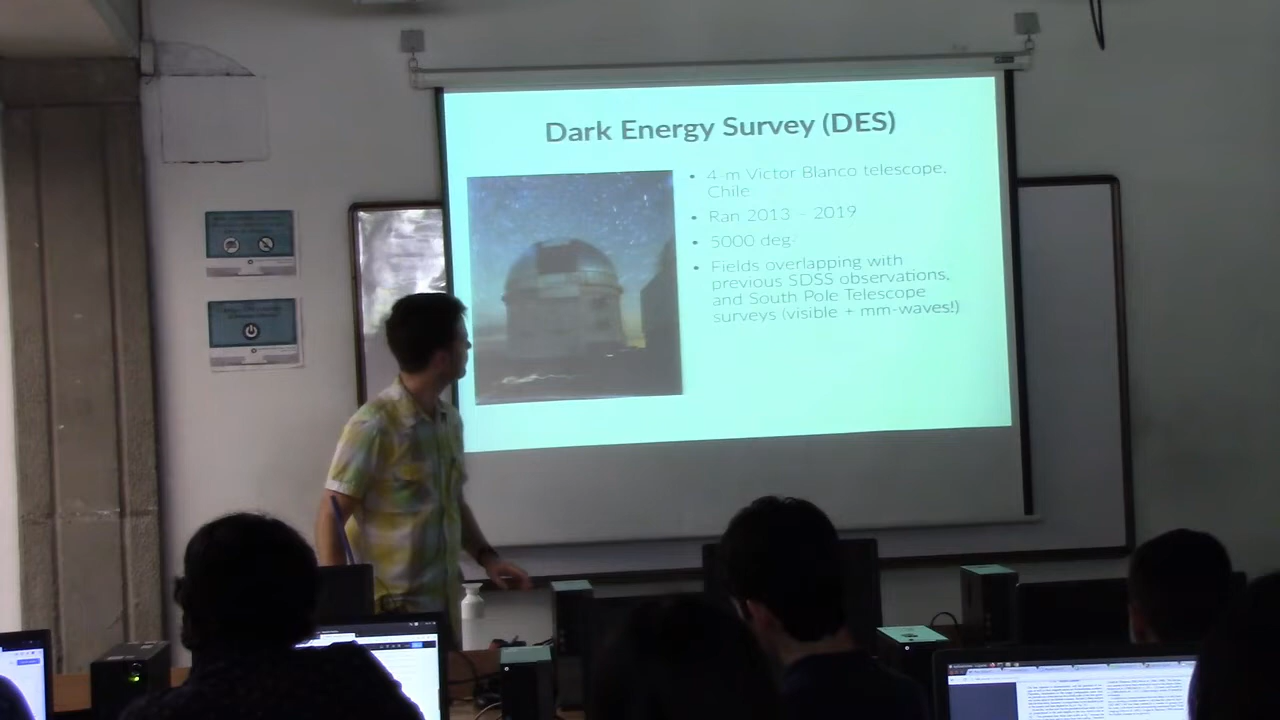 Dark Energy Survey (DES)
• 4-m Victor Blanco telescope,
Chile
• Ran 2013 - 2019
• 5000 deg
• Fields overlapping with
previous SDSS observations,
and South Pole Telescope
surveys (visible + mm-waves!)